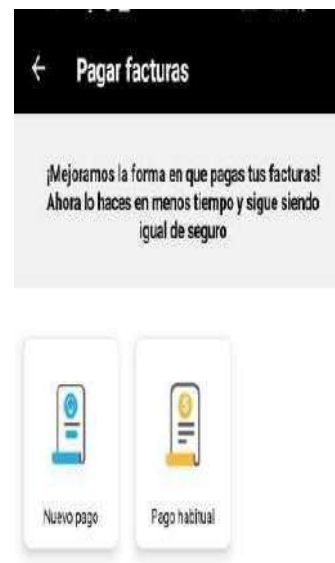 Pagar facturas
¡Mejoramos la forma en que pagas tus facturas!
Ahora lo haces en menos tiempo y sigue siendo
igual de seguro
Nuevo pago
Pago habitual